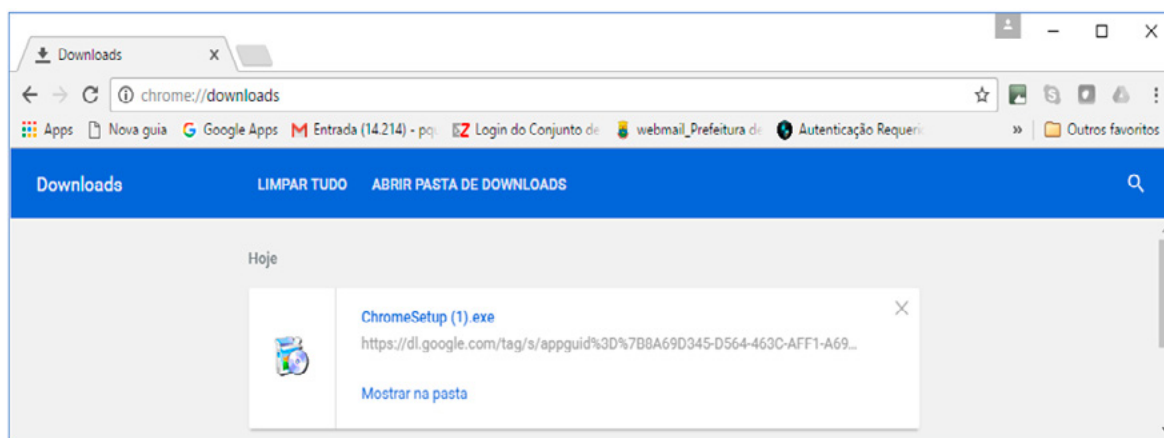 Downloads
chrome://downloads
Apps Nova guia Google Apps Entrada (14.214) - pq Login do Conjunto de webmail_Prefeitura de Autenticação Requeri » Outros favoritos
Downloads LIMPAR TUDO ABRIR PASTA DE DOWNLOADS
Hoje
ChromeSetup (1).exe
https://dl.google.com/tag/s/appguid%3D%7B8A69D345-D564-463C-AFF1-A69...
Mostrar na pasta